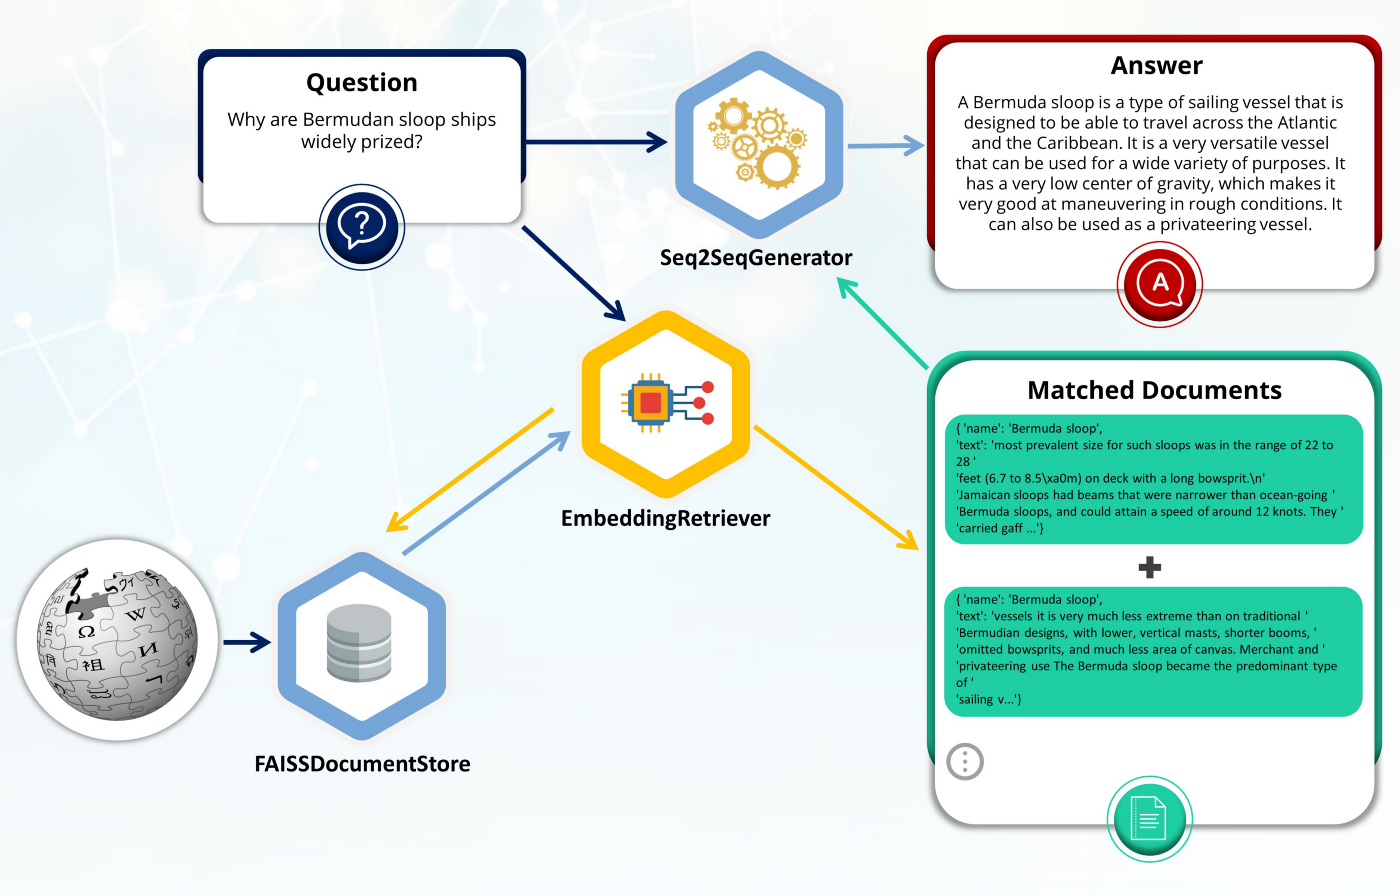 Question
Why are Bermudan sloop ships
widely prized?
?
Seq2SeqGenerator
Answer
A Bermuda sloop is a type of sailing vessel that is
designed to be able to travel across the Atlantic
and the Caribbean. It is a very versatile vessel
that can be used for a wide variety of purposes. It
has a very low center of gravity, which makes it
very good at maneuvering in rough conditions. It
can also be used as a privateering vessel.
A
EmbeddingRetriever
Matched Documents
{ 'name': 'Bermuda sloop',
'text': 'most prevalent size for such sloops was in the range of 22 to
28 '
'feet (6.7 to 8.5\xa0m) on deck with a long bowsprit.\n'
'Jamaican sloops had beams that were narrower than ocean-going '
'Bermuda sloops, and could attain a speed of around 12 knots. They '
'carried gaff ...'}
{ 'name': 'Bermuda sloop',
'text': 'vessels it is very much less extreme than on traditional '
'Bermudian designs, with lower, vertical masts, shorter booms, '
'omitted bowsprits, and much less area of canvas. Merchant and '
'privateering use The Bermuda sloop became the predominant type
of '
'sailing v...'}
Ω W
祖 И
FAISSDocumentStore